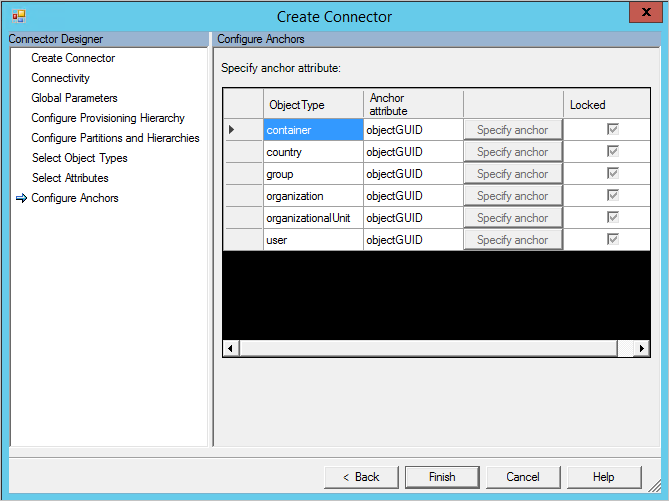 Create Connector
Connector Designer
Create Connector
Connectivity
Global Parameters
Configure Provisioning Hierarchy
Configure Partitions and Hierarchies
Select Object Types
Select Attributes
Configure Anchors
Configure Anchors
Specify anchor attribute:
ObjectType Anchor attribute Locked
container objectGUID Specify anchor
country objectGUID Specify anchor
group objectGUID Specify anchor
organization objectGUID Specify anchor
organizationalUnit objectGUID Specify anchor
user objectGUID Specify anchor
< Back Finish Cancel Help